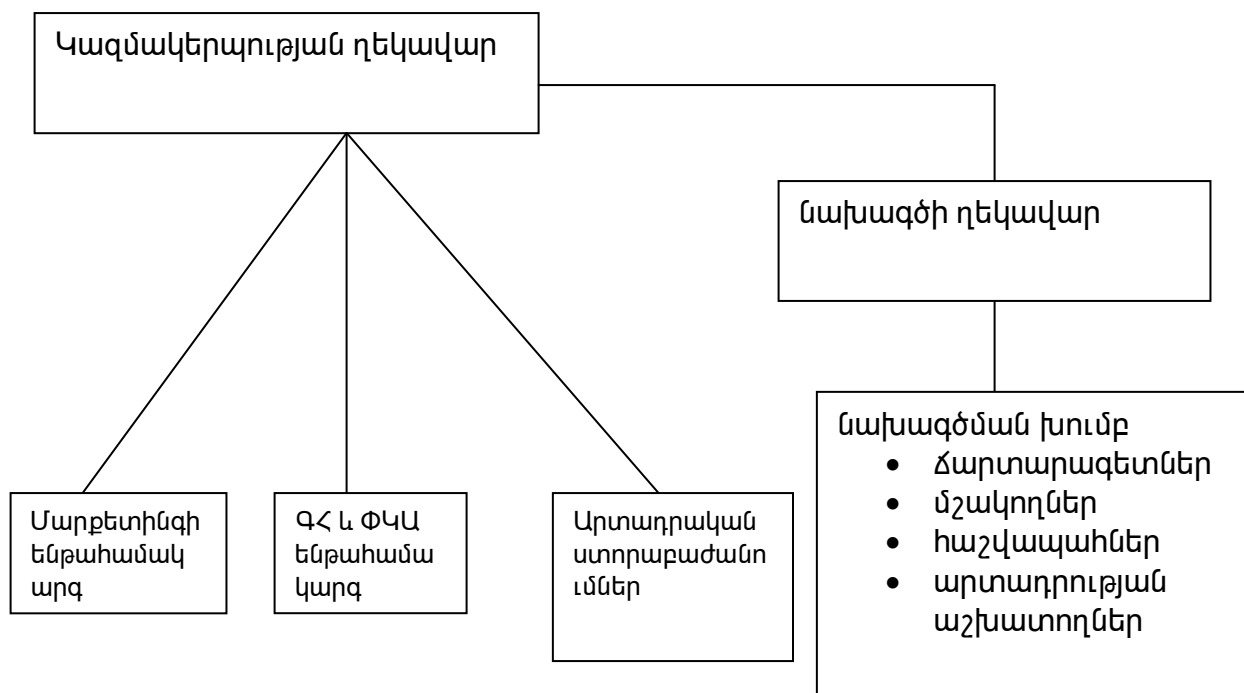 Կազմակերպության ղեկավար
նախագծի ղեկավար
նախագծման խումբ
• Ճարտարագետներ
• մշակողներ
• հաշվապահներ
• արտադրության
աշխատողներ
Մարքետինգի
ենթահամակ
արգ
ԳՀ և ՓԿԱ
ենթահամա
կարգ
Արտադրական
ստորաբաժանո
ւմներ